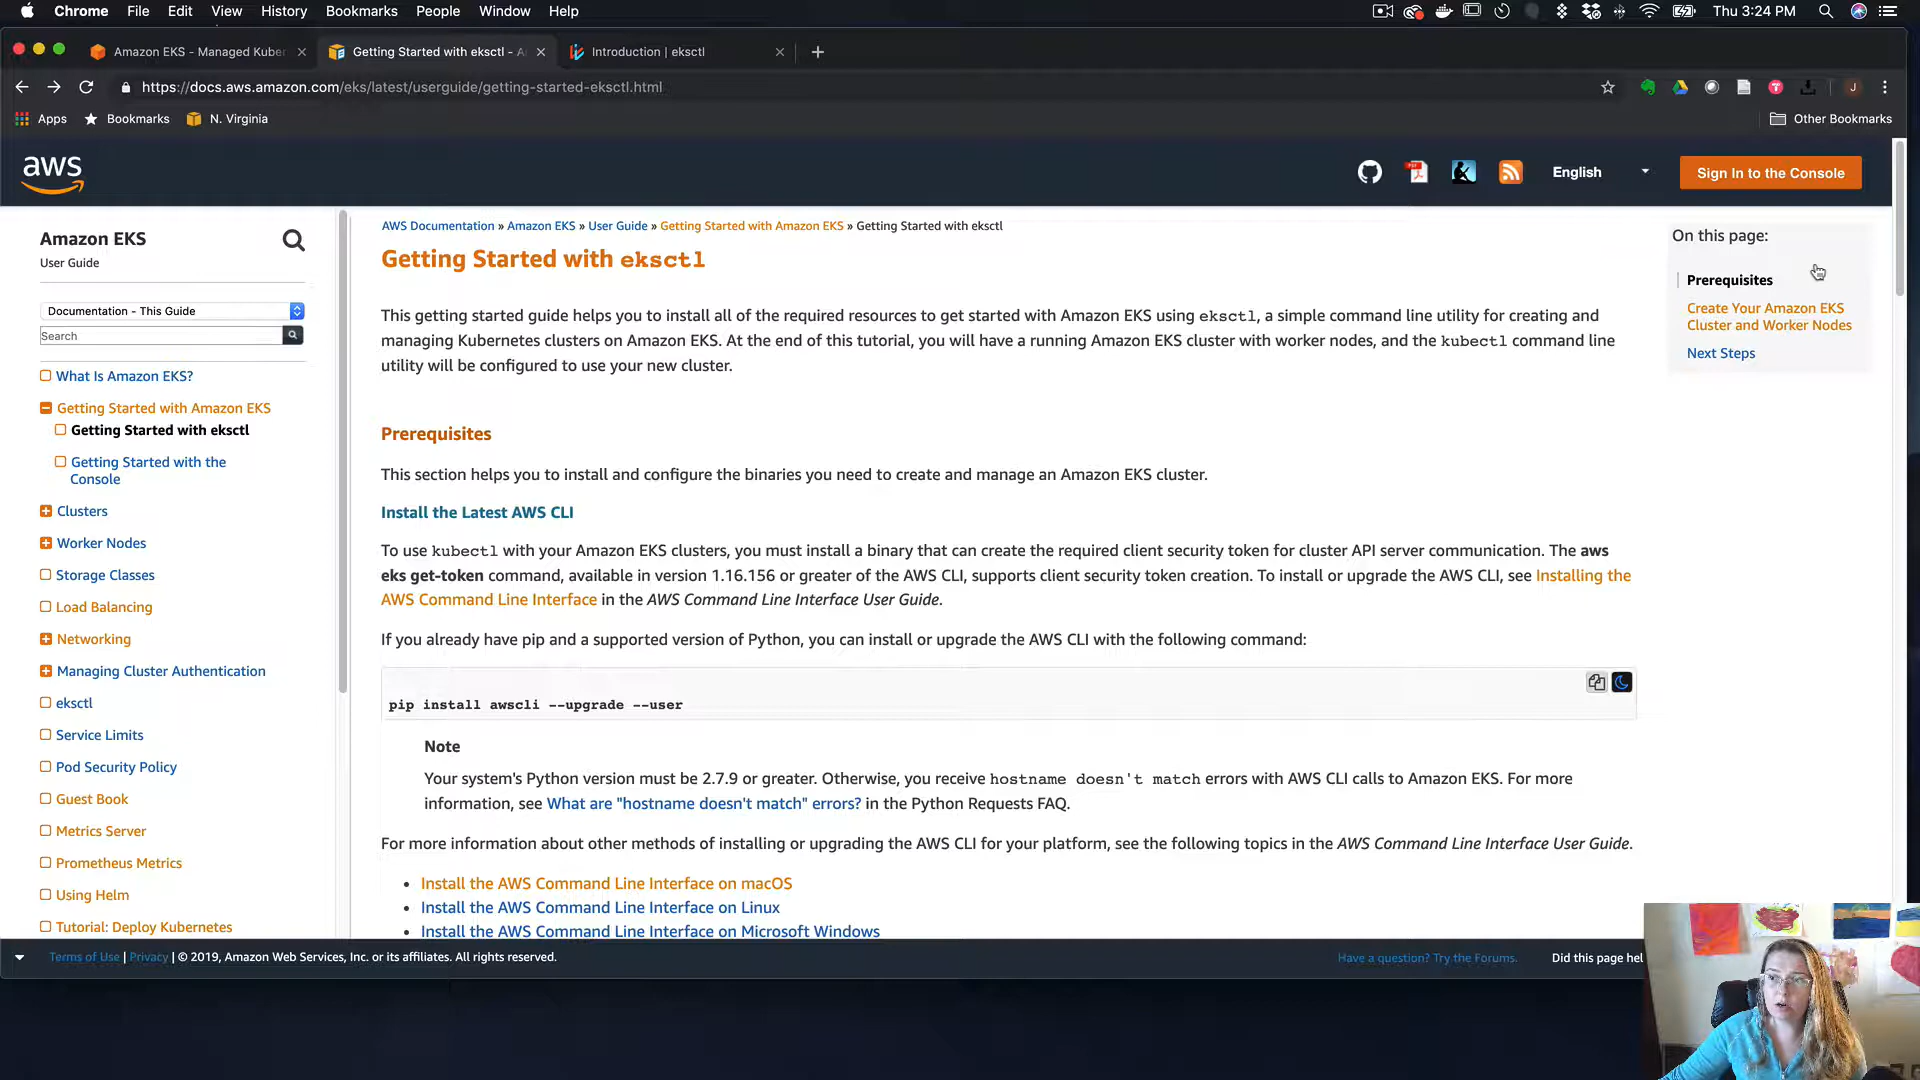 Chrome File Edit View History Bookmarks People Window Help Thu 3:24 PM
Amazon EKS - Managed Kuber
Getting Started with eksctl - A
Introduction | eksctl
https://docs.aws.amazon.com/eks/latest/userguide/getting-started-eksctl.html
J
Apps Bookmarks N. Virginia Other Bookmarks
aws
English
Sign In to the Console
Amazon EKS
User Guide
Documentation - This Guide
Search
What Is Amazon EKS?
Getting Started with Amazon EKS
Getting Started with eksctl
Getting Started with the
Console
Clusters
Worker Nodes
Storage Classes
Load Balancing
Networking
Managing Cluster Authentication
eksctl
Service Limits
Pod Security Policy
Guest Book
Metrics Server
Prometheus Metrics
Using Helm
Tutorial: Deploy Kubernetes
AWS Documentation » Amazon EKS » User Guide » Getting Started with Amazon EKS » Getting Started with eksctl
Getting Started with eksctl
This getting started guide helps you to install all of the required resources to get started with Amazon EKS using eksctl, a simple command line utility for creating and
managing Kubernetes clusters on Amazon EKS. At the end of this tutorial, you will have a running Amazon EKS cluster with worker nodes, and the kubectl command line
utility will be configured to use your new cluster.
Prerequisites
This section helps you to install and configure the binaries you need to create and manage an Amazon EKS cluster.
Install the Latest AWS CLI
To use kubectl with your Amazon EKS clusters, you must install a binary that can create the required client security token for cluster API server communication. The aws
eks get-token command, available in version 1.16.156 or greater of the AWS CLI, supports client security token creation. To install or upgrade the AWS CLI, see Installing the
AWS Command Line Interface in the AWS Command Line Interface User Guide.
If you already have pip and a supported version of Python, you can install or upgrade the AWS CLI with the following command:
pip install awscli --upgrade --user
Note
Your system's Python version must be 2.7.9 or greater. Otherwise, you receive hostname doesn't match errors with AWS CLI calls to Amazon EKS. For more
information, see What are "hostname doesn't match" errors? in the Python Requests FAQ.
For more information about other methods of installing or upgrading the AWS CLI for your platform, see the following topics in the AWS Command Line Interface User Guide.
• Install the AWS Command Line Interface on macOS
• Install the AWS Command Line Interface on Linux
• Install the AWS Command Line Interface on Microsoft Windows
On this page:
Prerequisites
Create Your Amazon EKS
Cluster and Worker Nodes
Next Steps
Terms of Use | Privacy | © 2019, Amazon Web Services, Inc. or its affiliates. All rights reserved.
Have a question? Try the Forums.
Did this page hel